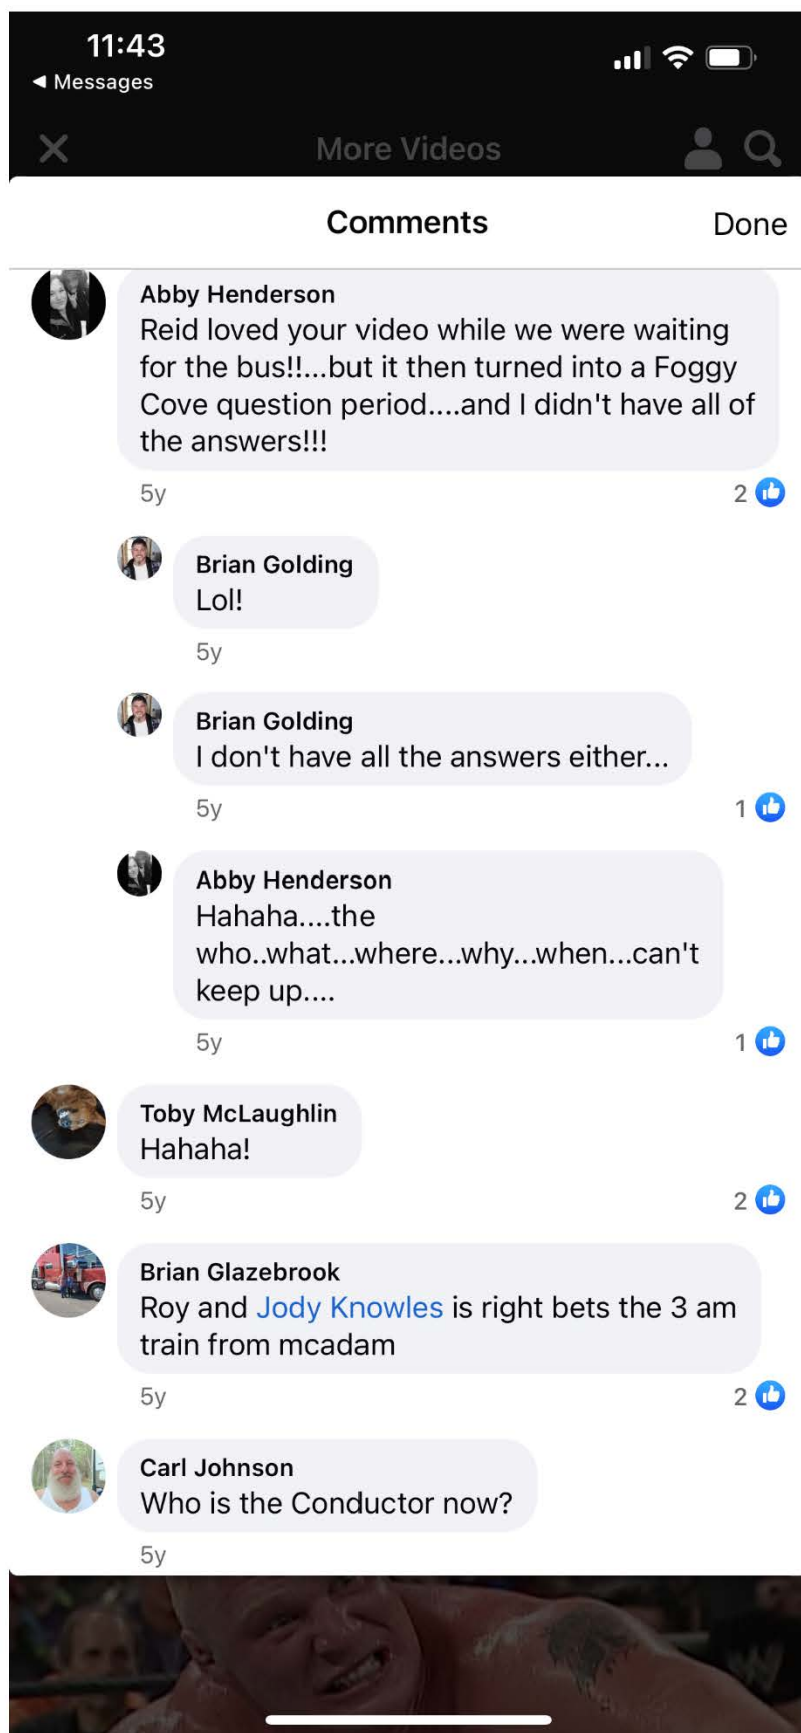 11:43
◀ Messages
More Videos
Comments
Done
Abby Henderson
Reid loved your video while we were waiting
for the bus!!...but it then turned into a Foggy
Cove question period....and I didn't have all of
the answers!!!
5y
2
Brian Golding
Lol!
5y
Brian Golding
I don't have all the answers either...
5y
1
Abby Henderson
Hahaha....the
who..what...where...why...when...can't
keep up....
5y
1
Toby McLaughlin
Hahaha!
5y
2
Brian Glazebrook
Roy and Jody Knowles is right bets the 3 am
train from mcadam
5y
2
Carl Johnson
Who is the Conductor now?
5y